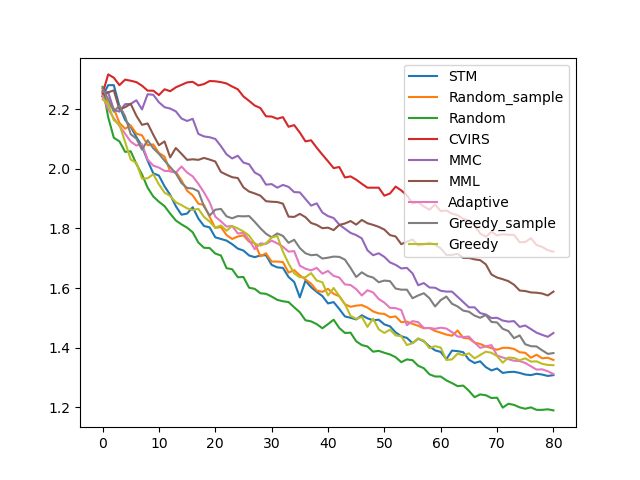 STM
Random_sample
Random
CVIRS
MMC
MML
Adaptive
Greedy_sample
Greedy
2.2
2.0
1.8
1.6
1.4
1.2
0 10 20 30 40 50 60 70 80